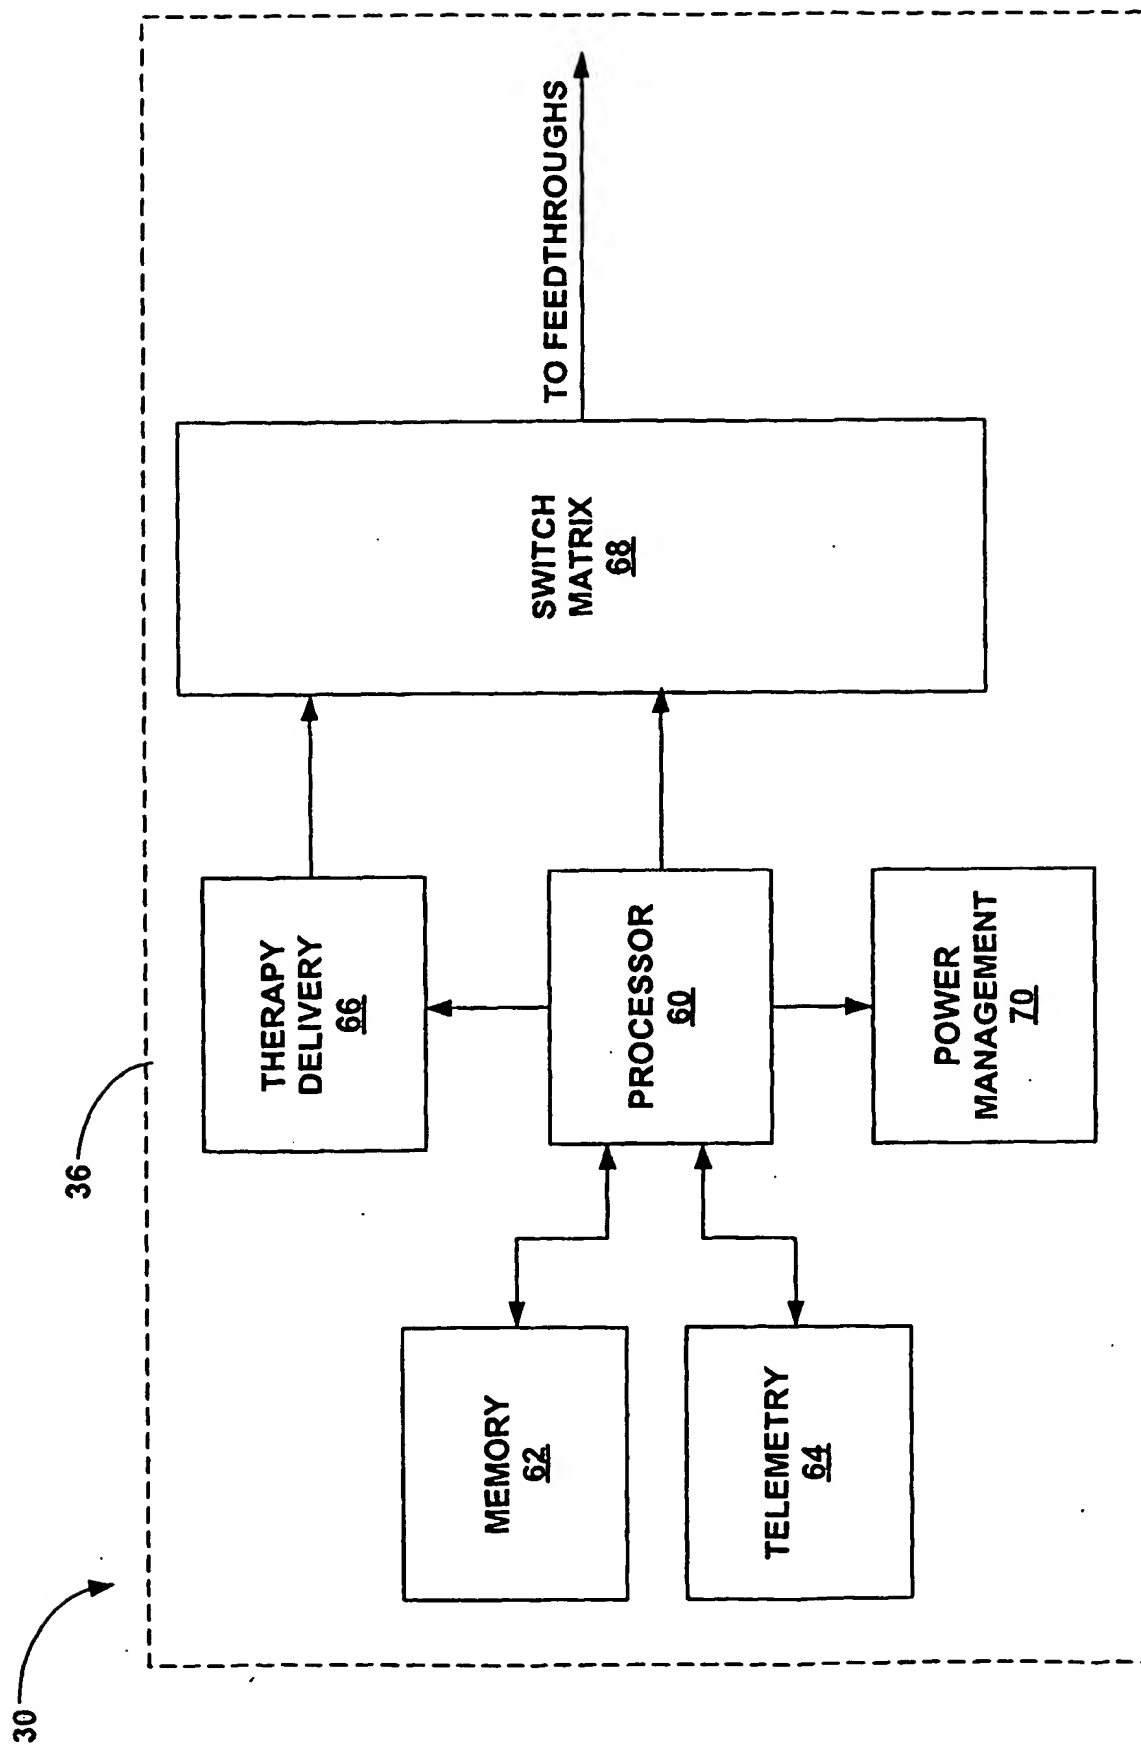 30
36
MEMORY
62
TELEMETRY
64
THERAPY
DELIVERY
66
PROCESSOR
60
POWER
MANAGEMENT
70
SWITCH
MATRIX
68
TO FEEDTHROUGHS